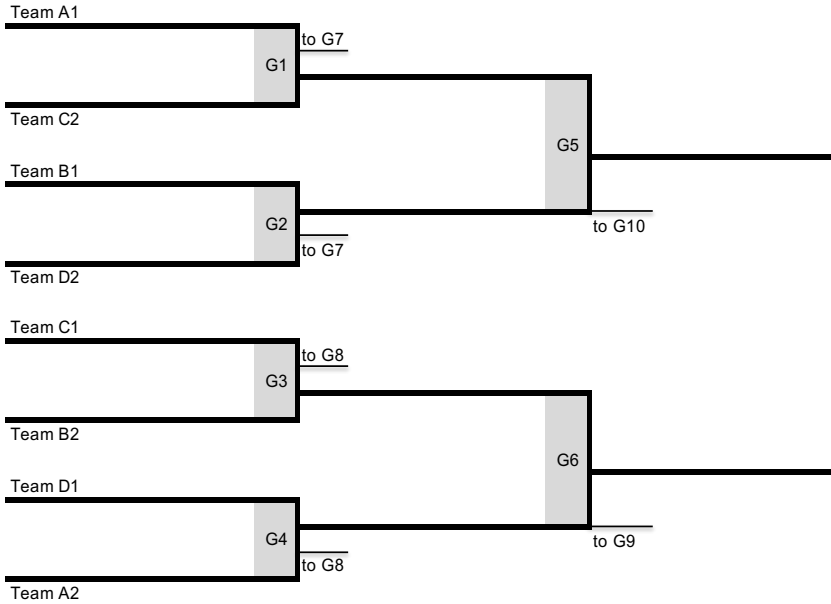 Team A1
to G7
G1
Team C2
G5
Team B1
G2
to G10
to G7
Team D2
Team C1
to G8
G3
Team B2
G6
Team D1
G4
to G9
to G8
Team A2